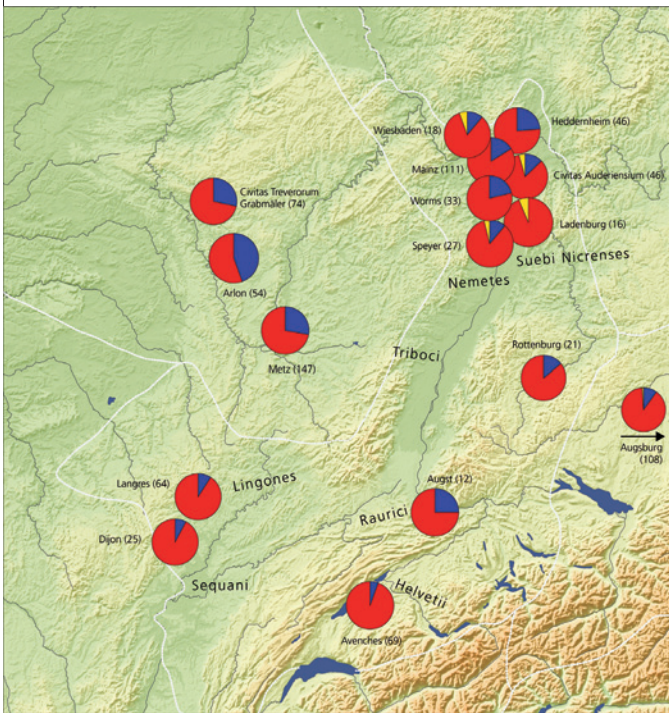 Heddernheim (46)
Wiesbaden (18)
Mainz (111)
Civitas Auderiensium (46)
Civitas Treverorum
Grabmäler (74)
Worms (33)
Ladenburg (16)
Speyer (27)
Suebi Nicrenses
Nemetes
Arlon (54)
Rottenburg (21)
Triboci
Metz (147)
Augsburg
(108)
Langres (64)
Lingones
Augst (12)
Raurici
Dijon (25)
Sequani
Helvetii
Avenches (69)